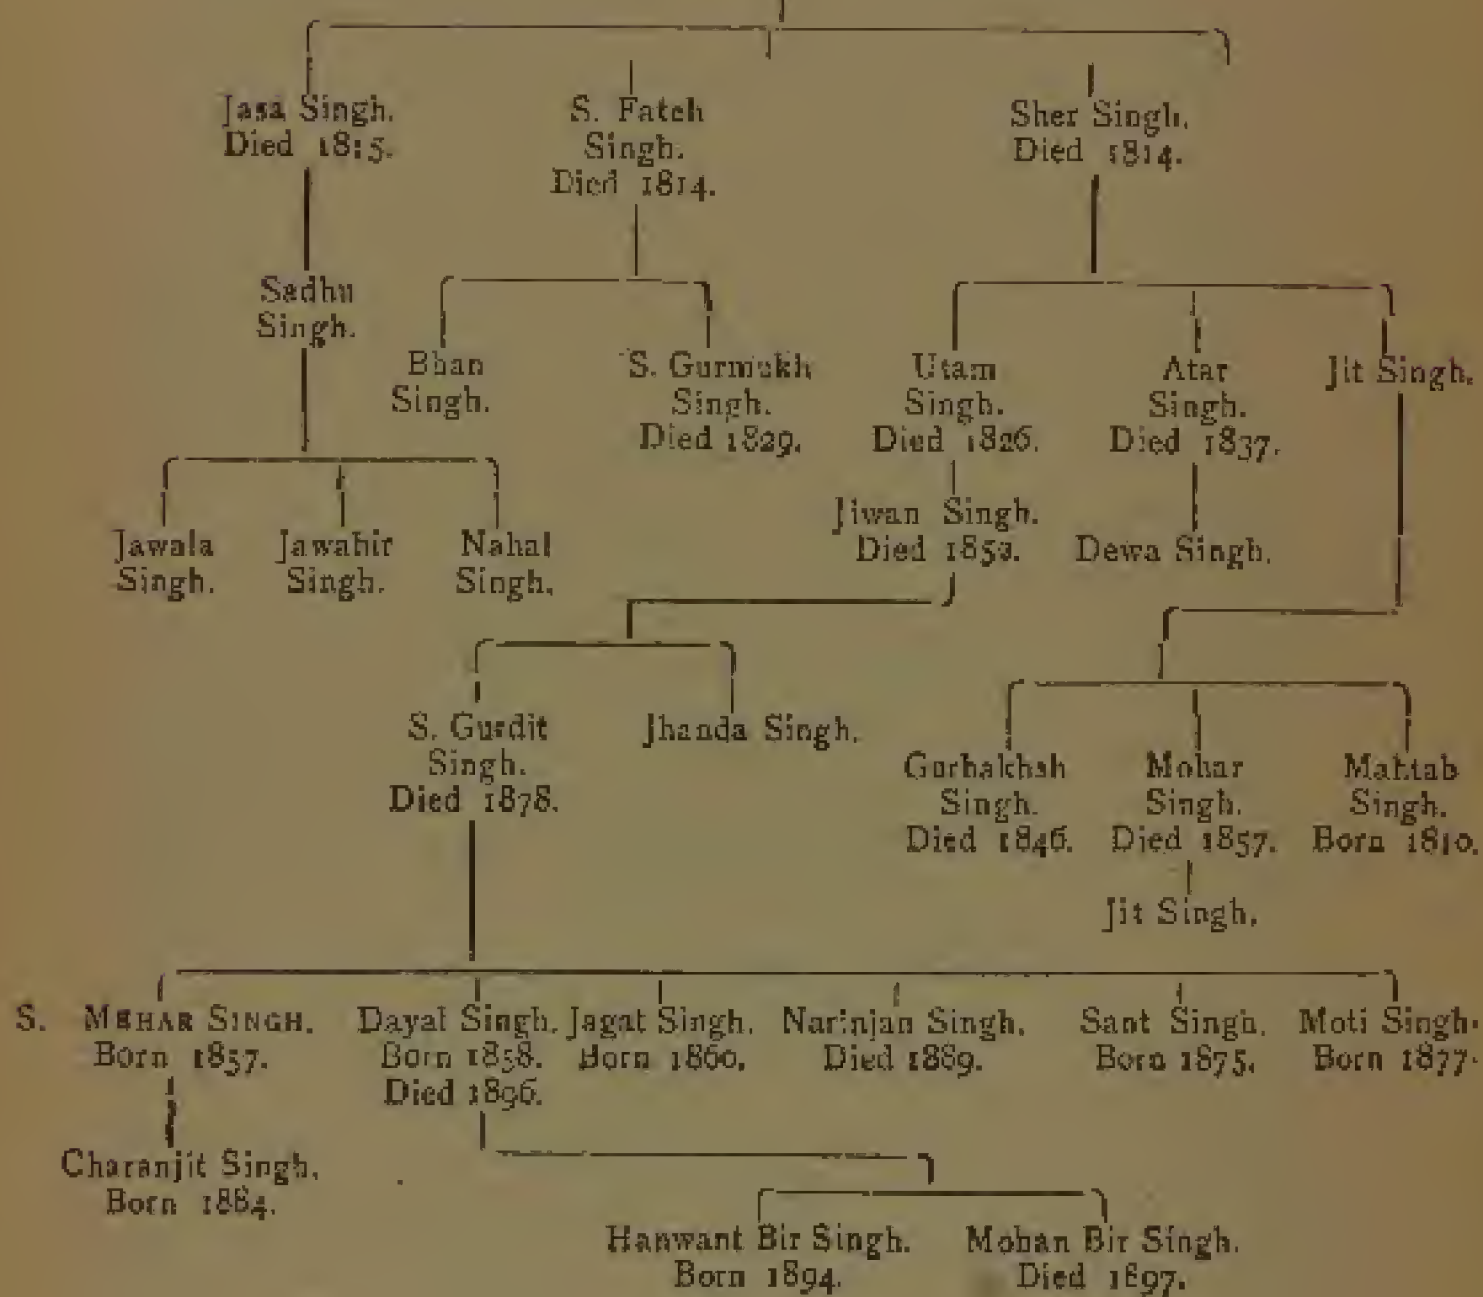 Jasa Singh.
Died 1815.
S. Fateh
Singh.
Died 1814.
Sher Singh.
Died 1814.
Sadhu
Singh.
Bhan
Singh.
S. Gurmukh
Singh.
Died 1829.
Utam
Singh.
Died 1826.
Atar
Singh.
Died 1837.
Jit Singh.
Jawala
Singh.
Jawahir
Singh.
Nahal
Singh.
Jiwan Singh.
Died 1852.
Dewa Singh.
S. Gurdit
Singh.
Died 1878.
Jhanda Singh.
Gurbakhsh
Singh.
Died 1846.
Mohar
Singh.
Died 1857.
Mahtab
Singh.
Born 1810.
Jit Singh.
S. MEHAR SINGH.
Born 1857.
Dayal Singh.
Born 1858.
Died 1896.
Jagat Singh.
Born 1860.
Narinjan Singh.
Died 1889.
Sant Singh.
Born 1875.
Moti Singh.
Born 1877.
Charanjit Singh.
Born 1884.
Hanwant Bir Singh.
Born 1894.
Mohan Bir Singh.
Died 1897.